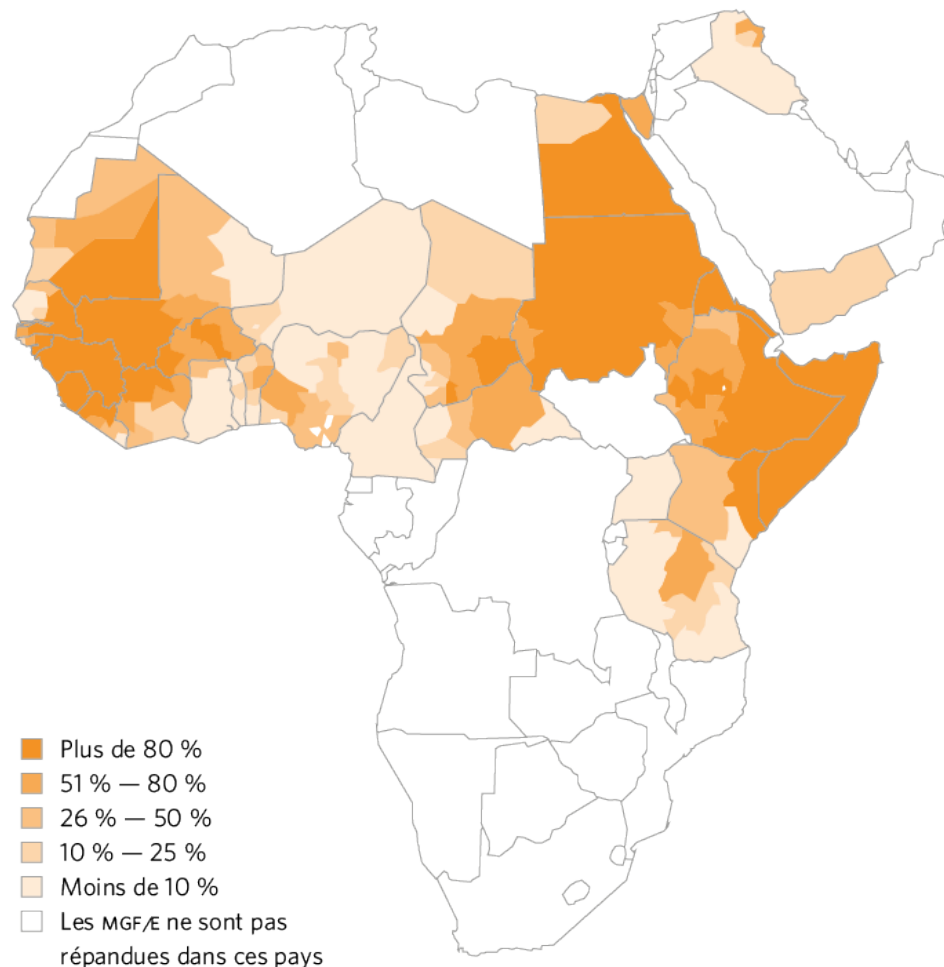 Plus de 80 %
51 % — 80 %
26 % — 50 %
10 % — 25 %
Moins de 10 %
Les MGF/E ne sont pas
répandues dans ces pays